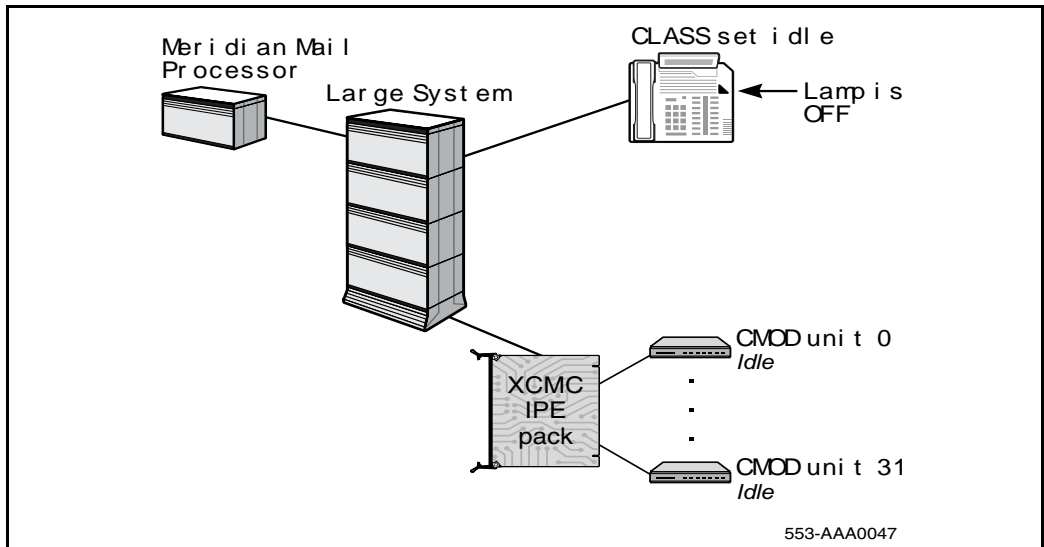 Meridian Mail
Processor
Large System
CLASS set idle
Lamp is
OFF
XCMC
IPE
pack
CMOD unit 0
Idle
CMOD unit 31
Idle
553-AAA0047